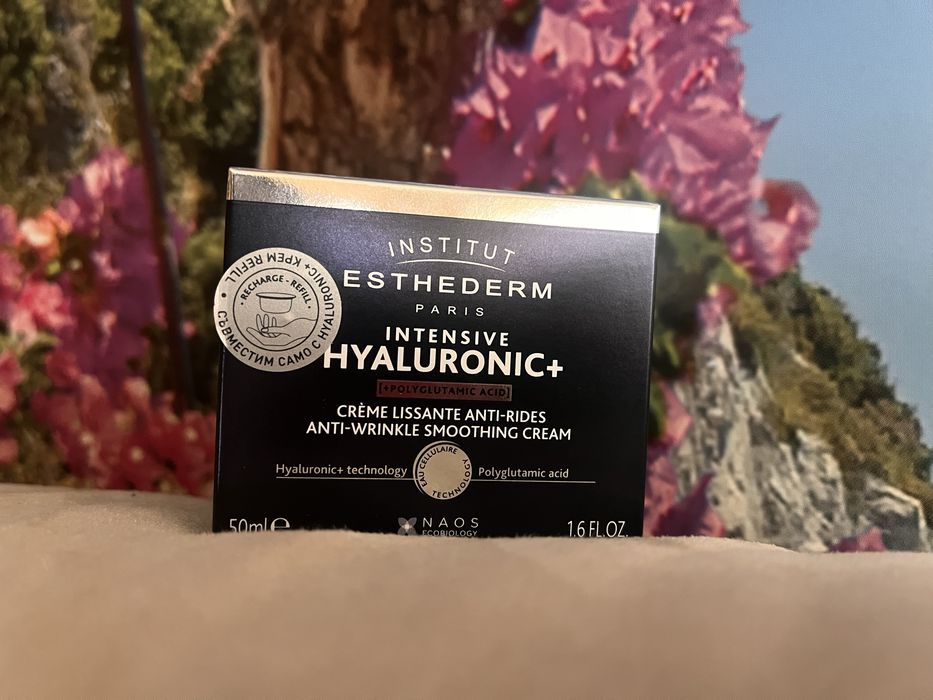 INSTITUT
ESTHEDERM
PARIS
INTENSIVE
HYALURONIC+
[+POLYGLUTAMIC ACID]
CRÈME LISSANTE ANTI-RIDES
ANTI-WRINKLE SMOOTHING CREAM
Hyaluronic+ technology
EAU CELLULAIRE
TECHNOLOGY
Polyglutamic acid
50ml e
NAOS
ECOBIOLOGY
1.6 FL.OZ.
• RECHARGE - REFILL •
• СЪВМЕСТИМ САМО С HYALURONIC+ КРЕМ REFILL